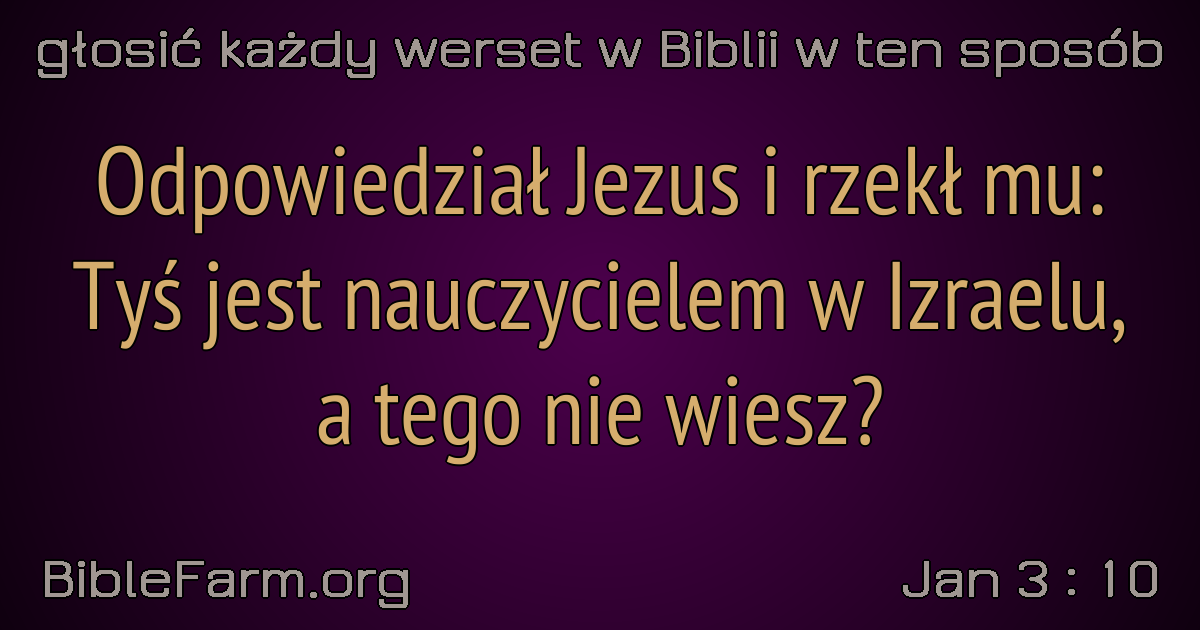 głosić każdy werset w Biblii w ten sposób
Odpowiedział Jezus i rzekł mu:
Tyś jest nauczycielem w Izraelu,
a tego nie wiesz?
BibleFarm.org
Jan 3 : 10